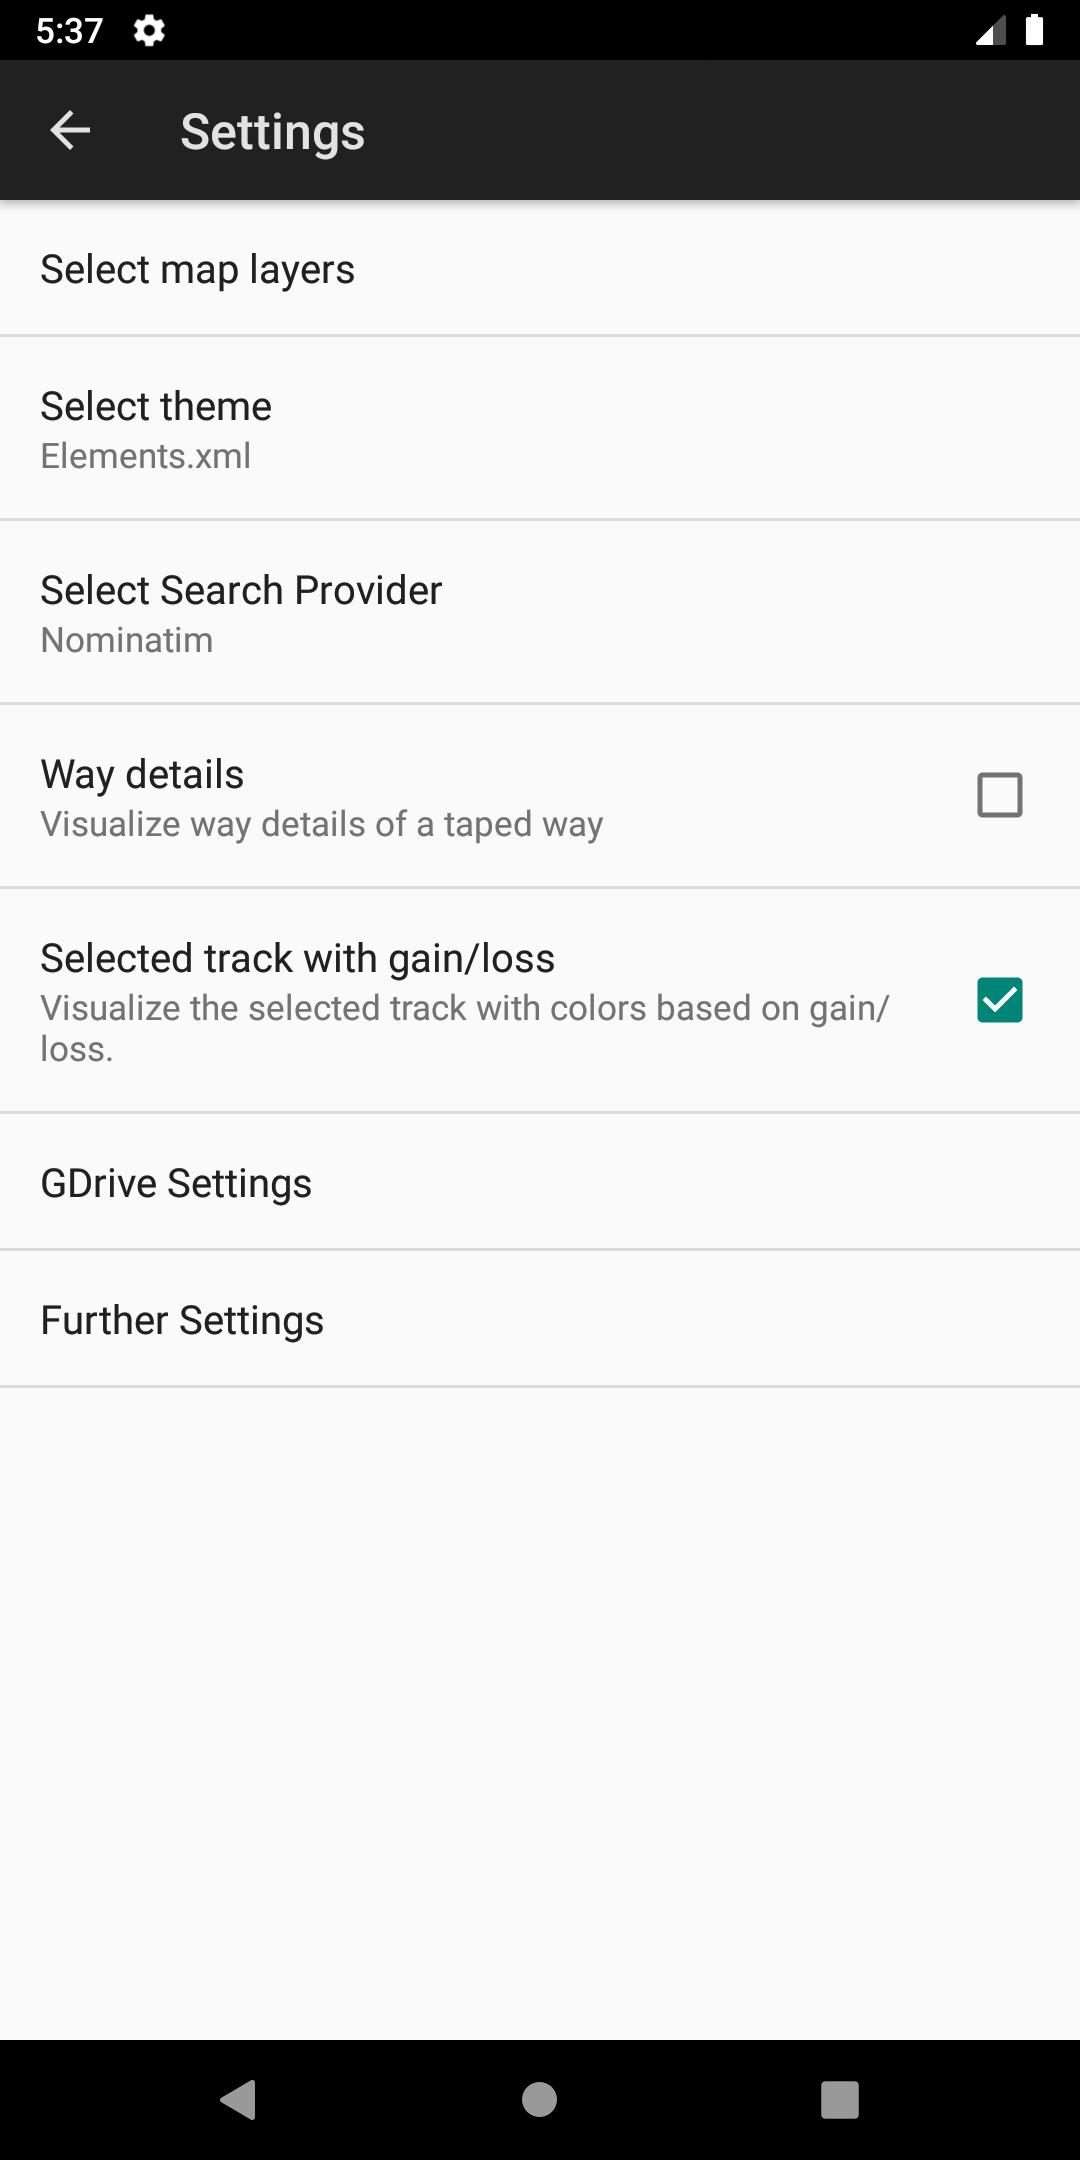 5:37
Settings
Select map layers
Select theme
Elements.xml
Select Search Provider
Nominatim
Way details
Visualize way details of a taped way
Selected track with gain/loss
Visualize the selected track with colors based on gain/
loss.
GDrive Settings
Further Settings